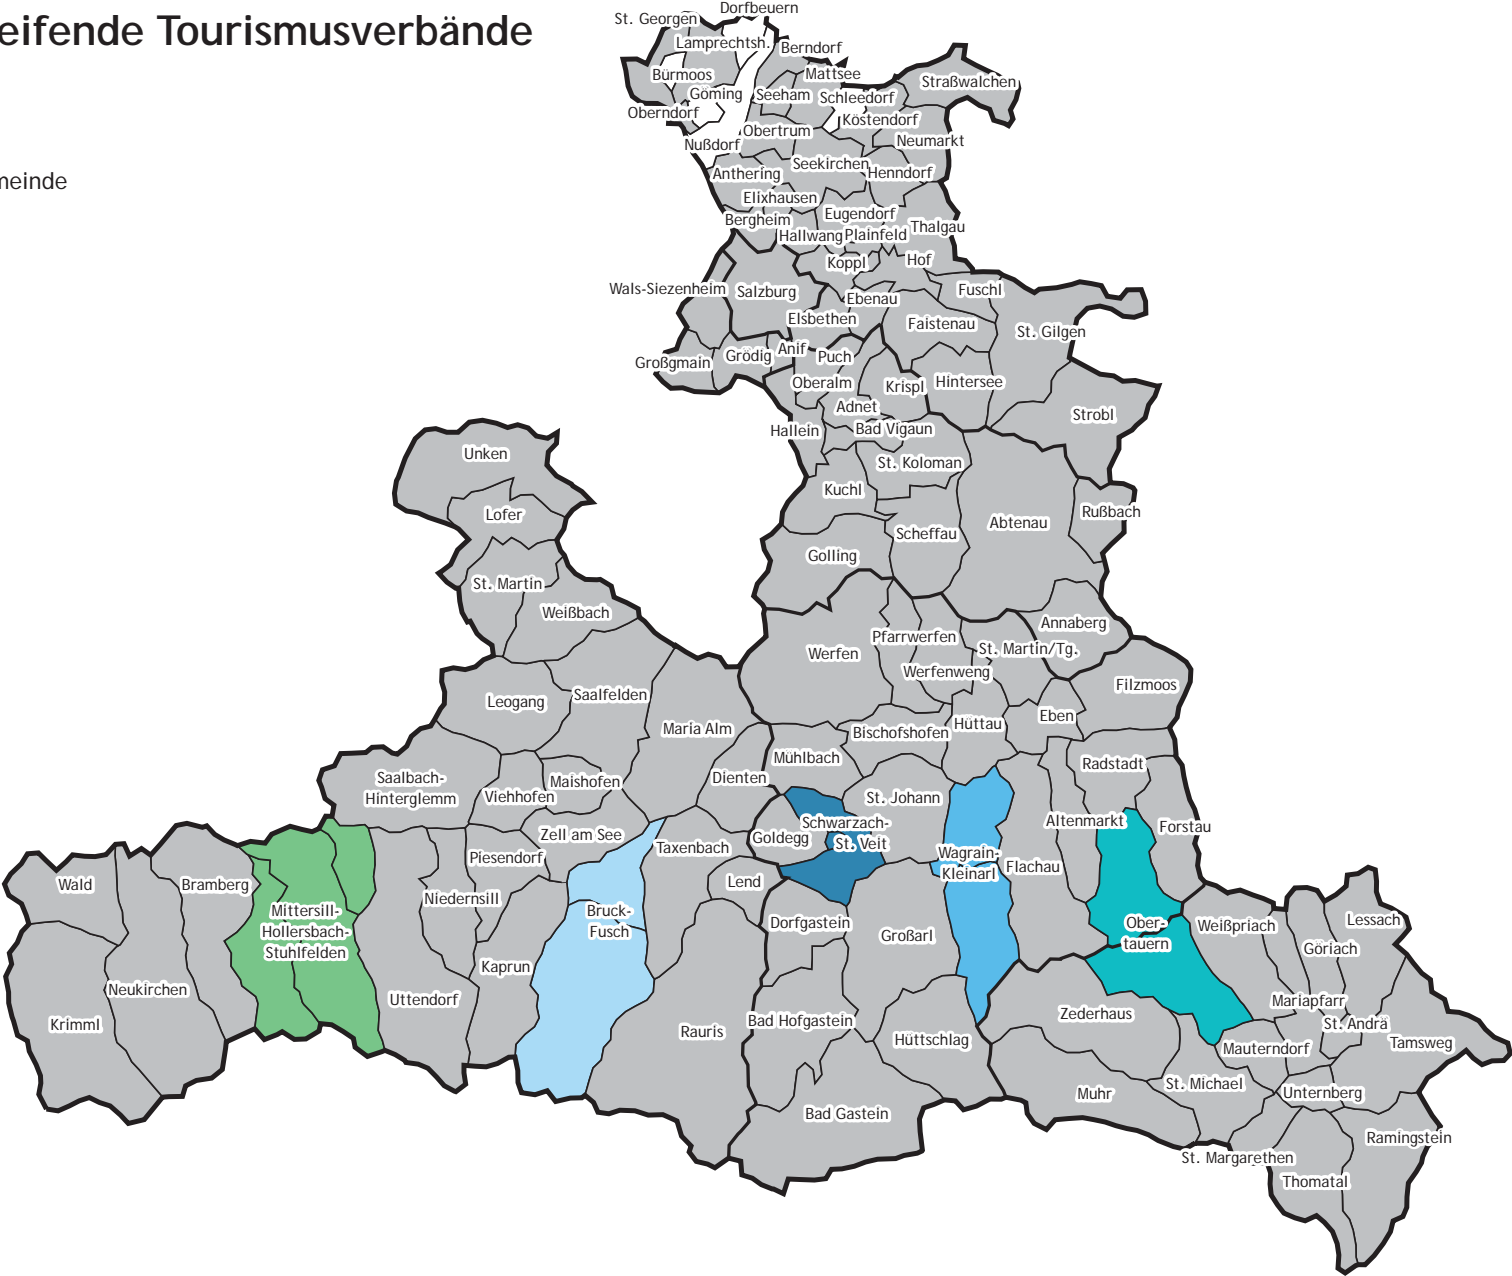 eifende Tourismusverbände
meinde
Dorfbeuern
St. Georgen
Lamprechtsh.
Berndorf
Bürmoos
Mattsee
Straßwalchen
Göming
Seeham
Schleedorf
Oberndorf
Köstendorf
Obertrum
Neumarkt
Nußdorf
Seekirchen
Anthering
Henndorf
Elixhausen
Eugendorf
Bergheim
Thalgau
Hallwang
Plainfeld
Koppl
Hof
Wals-Siezenheim
Salzburg
Fuschl
Ebenau
Elsbethen
Faistenau
St. Gilgen
Großgmain
Grödig
Anif
Puch
Oberalm
Krispl
Hintersee
Adnet
Strobl
Hallein
Bad Vigaun
Unken
St. Koloman
Kuchl
Lofer
Abtenau
Rußbach
Scheffau
Golling
St. Martin
Weißbach
Annaberg
Pfarrwerfen
Werfen
St. Martin/Tg.
Werfenweng
Filzmoos
Leogang
Saalfelden
Eben
Maria Alm
Hüttau
Bischofshofen
Mühlbach
Radstadt
Saalbach-
Hinterglemm
Dienten
Maishofen
Viehhofen
St. Johann
Schwarzach-
St. Veit
Altenmarkt
Forstau
Zell am See
Goldegg
Taxenbach
Piesendorf
Wagrain-
Kleinarl
Flachau
Wald
Bramberg
Lend
Niedernsill
Mittersill-
Hollersbach-
Stuhlfelden
Bruck-
Fusch
Dorfgastein
Großarl
Ober-
tauern
Weißpriach
Lessach
Göriach
Kaprun
Neukirchen
Uttendorf
Mariapfarr
Krimml
Rauris
Bad Hofgastein
Zederhaus
St. Andrä
Hüttschlag
Mauterndorf
Tamsweg
St. Michael
Muhr
Unternberg
Bad Gastein
Ramingstein
St. Margarethen
Thomatal